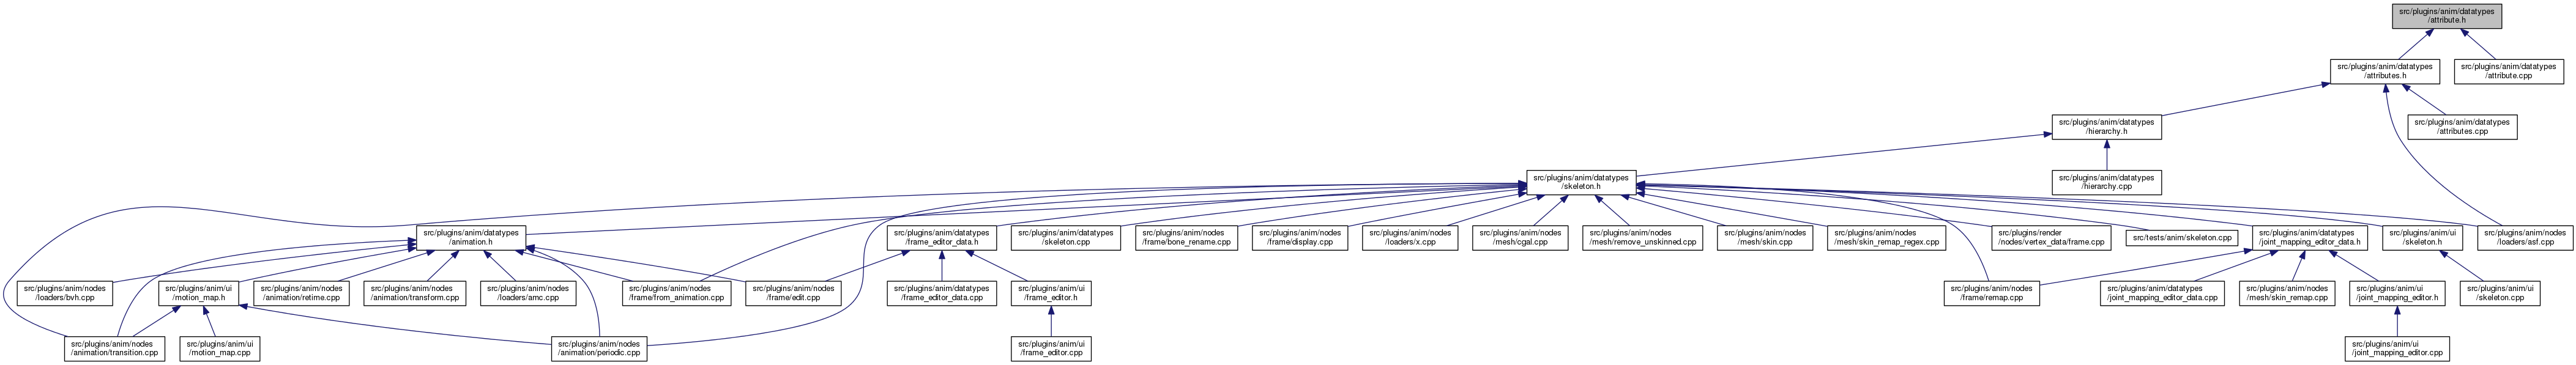 src/plugins/anim/datatypes
/attribute.h
src/plugins/anim/datatypes
/attributes.h
src/plugins/anim/datatypes
/attribute.cpp
src/plugins/anim/datatypes
/hierarchy.h
src/plugins/anim/datatypes
/attributes.cpp
src/plugins/anim/datatypes
/skeleton.h
src/plugins/anim/datatypes
/hierarchy.cpp
src/plugins/anim/datatypes
/animation.h
src/plugins/anim/datatypes
/frame_editor_data.h
src/plugins/anim/datatypes
/skeleton.cpp
src/plugins/anim/nodes
/frame/bone_rename.cpp
src/plugins/anim/nodes
/frame/display.cpp
src/plugins/anim/nodes
/loaders/x.cpp
src/plugins/anim/nodes
/mesh/cgal.cpp
src/plugins/anim/nodes
/mesh/remove_unskinned.cpp
src/plugins/anim/nodes
/mesh/skin.cpp
src/plugins/anim/nodes
/mesh/skin_remap_regex.cpp
src/plugins/render
/nodes/vertex_data/frame.cpp
src/tests/anim/skeleton.cpp
src/plugins/anim/datatypes
/joint_mapping_editor_data.h
src/plugins/anim/ui
/skeleton.h
src/plugins/anim/nodes
/loaders/asf.cpp
src/plugins/anim/nodes
/loaders/bvh.cpp
src/plugins/anim/ui
/motion_map.h
src/plugins/anim/nodes
/animation/retime.cpp
src/plugins/anim/nodes
/animation/transform.cpp
src/plugins/anim/nodes
/loaders/amc.cpp
src/plugins/anim/nodes
/frame/from_animation.cpp
src/plugins/anim/nodes
/frame/edit.cpp
src/plugins/anim/datatypes
/frame_editor_data.cpp
src/plugins/anim/ui
/frame_editor.h
src/plugins/anim/nodes
/frame/remap.cpp
src/plugins/anim/datatypes
/joint_mapping_editor_data.cpp
src/plugins/anim/nodes
/mesh/skin_remap.cpp
src/plugins/anim/ui
/joint_mapping_editor.h
src/plugins/anim/ui
/skeleton.cpp
src/plugins/anim/nodes
/animation/transition.cpp
src/plugins/anim/ui
/motion_map.cpp
src/plugins/anim/nodes
/animation/periodic.cpp
src/plugins/anim/ui
/frame_editor.cpp
src/plugins/anim/ui
/joint_mapping_editor.cpp